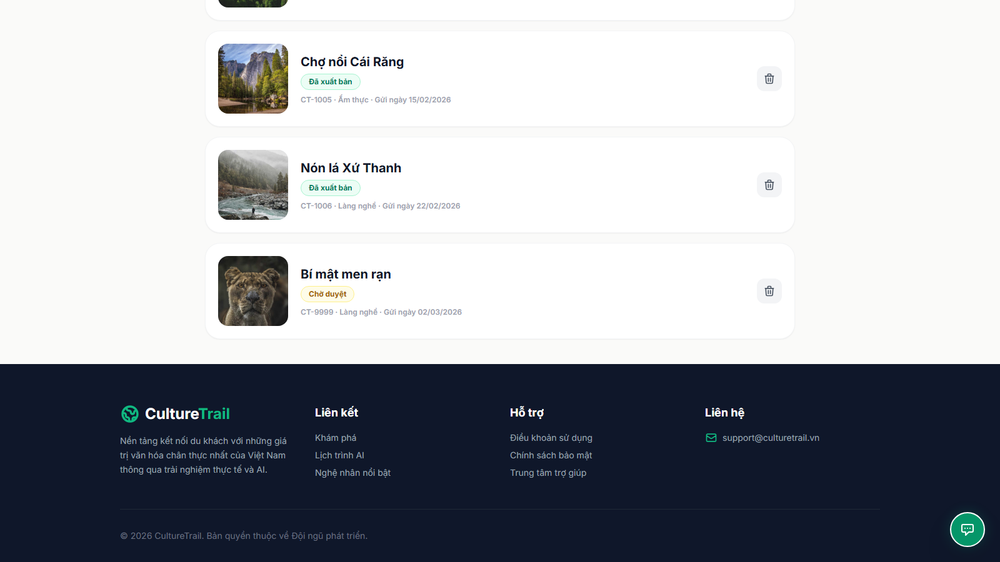 Chợ nổi Cái Răng
Đã xuất bản
CT-1005 · Ẩm thực · Gửi ngày 15/02/2026
Nón lá Xứ Thanh
Đã xuất bản
CT-1006 · Làng nghề · Gửi ngày 22/02/2026
Bí mật men rạn
Chờ duyệt
CT-9999 · Làng nghề · Gửi ngày 02/03/2026
CultureTrail
Nền tảng kết nối du khách với những giá
trị văn hóa chân thực nhất của Việt Nam
thông qua trải nghiệm thực tế và AI.
Liên kết
Khám phá
Lịch trình AI
Nghệ nhân nổi bật
Hỗ trợ
Điều khoản sử dụng
Chính sách bảo mật
Trung tâm trợ giúp
Liên hệ
support@culturetrail.vn
© 2026 CultureTrail. Bản quyền thuộc về Đội ngũ phát triển.